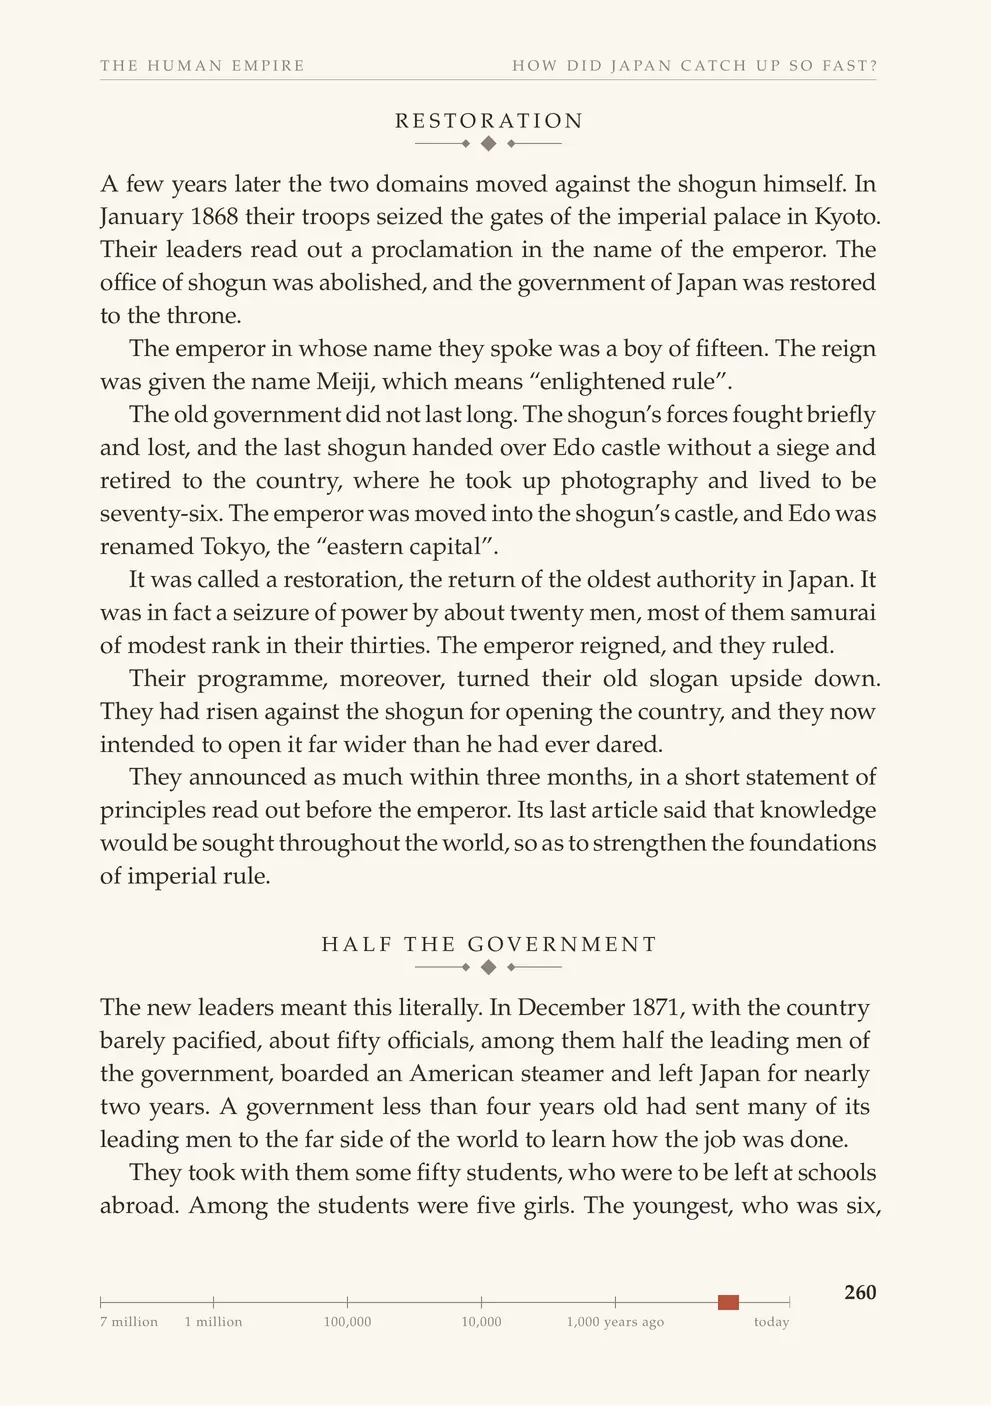 THE HUMAN EMPIRE
HOW DID JAPAN CATCH UP SO FAST?
RESTORATION
A few years later the two domains moved against the shogun himself. In
January 1868 their troops seized the gates of the imperial palace in Kyoto.
Their leaders read out a proclamation in the name of the emperor. The
office of shogun was abolished, and the government of Japan was restored
to the throne.
The emperor in whose name they spoke was a boy of fifteen. The reign
was given the name Meiji, which means “enlightened rule”.
The old government did not last long. The shogun’s forces fought briefly
and lost, and the last shogun handed over Edo castle without a siege and
retired to the country, where he took up photography and lived to be
seventy-six. The emperor was moved into the shogun’s castle, and Edo was
renamed Tokyo, the “eastern capital”.
It was called a restoration, the return of the oldest authority in Japan. It
was in fact a seizure of power by about twenty men, most of them samurai
of modest rank in their thirties. The emperor reigned, and they ruled.
Their programme, moreover, turned their old slogan upside down.
They had risen against the shogun for opening the country, and they now
intended to open it far wider than he had ever dared.
They announced as much within three months, in a short statement of
principles read out before the emperor. Its last article said that knowledge
would be sought throughout the world, so as to strengthen the foundations
of imperial rule.
HALF THE GOVERNMENT
The new leaders meant this literally. In December 1871, with the country
barely pacified, about fifty officials, among them half the leading men of
the government, boarded an American steamer and left Japan for nearly
two years. A government less than four years old had sent many of its
leading men to the far side of the world to learn how the job was done.
They took with them some fifty students, who were to be left at schools
abroad. Among the students were five girls. The youngest, who was six,
260
7 million 1 million 100,000 10,000 1,000 years ago today